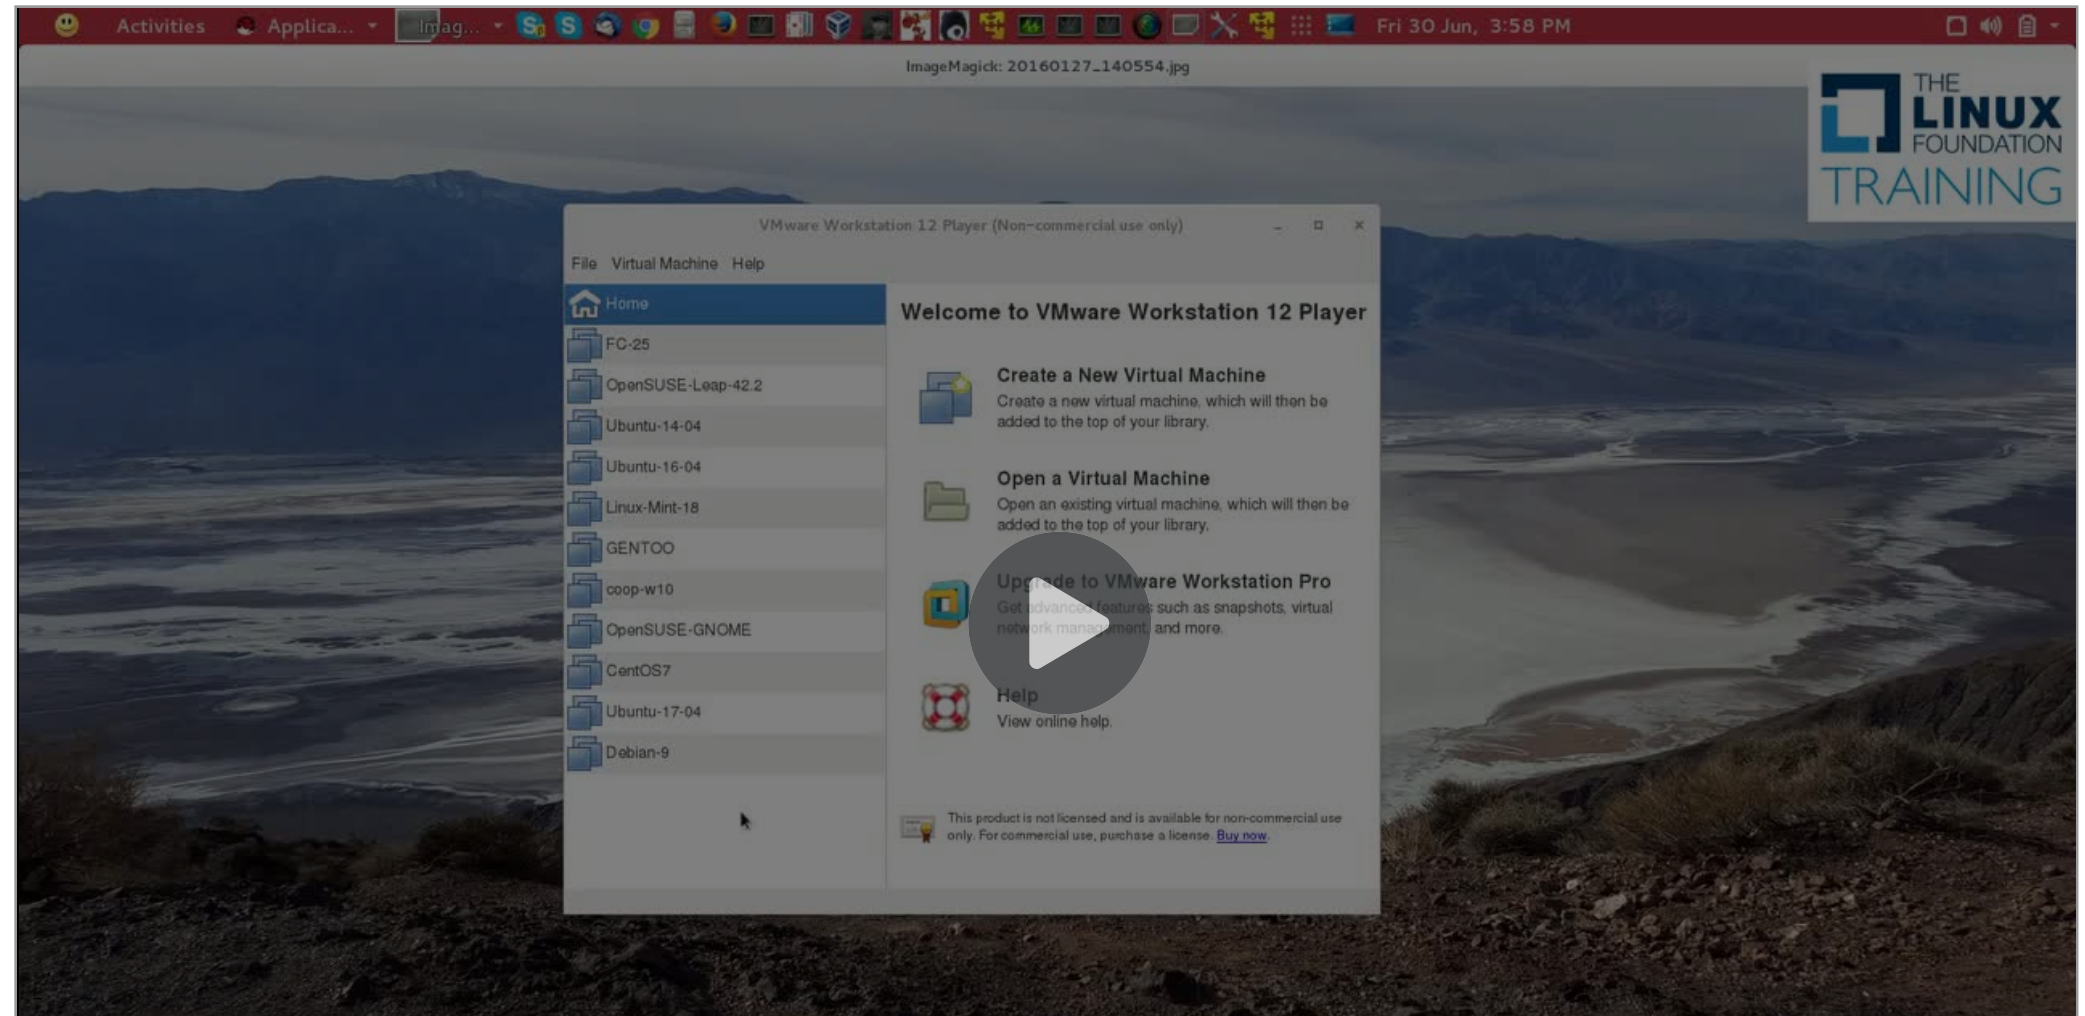 Activities
Applica...
Imag...
Fri 30 Jun, 3:58 PM
ImageMagick: 20160127_140554.jpg
THE
LINUX
FOUNDATION
TRAINING
VMware Workstation 12 Player (Non-commercial use only)
File Virtual Machine Help
Home
FC-25
OpenSUSE-Leap-42.2
Ubuntu-14-04
Ubuntu-16-04
Linux-Mint-18
GENTOO
coop-w10
OpenSUSE-GNOME
CentOS7
Ubuntu-17-04
Debian-9
Welcome to VMware Workstation 12 Player
Create a New Virtual Machine
Create a new virtual machine, which will then be
added to the top of your library.
Open a Virtual Machine
Open an existing virtual machine, which will then be
added to the top of your library.
Upgrade to VMware Workstation Pro
Get advanced features such as snapshots, virtual
network management, and more.
Help
View online help.
This product is not licensed and is available for non-commercial use
only. For commercial use, purchase a license. Buy now.